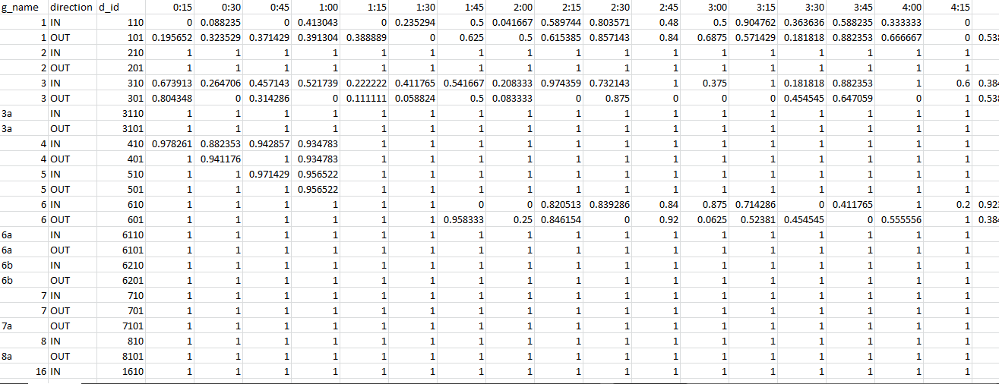 g_name direction d_id 0:15 0:30 0:45 1:00 1:15 1:30 1:45 2:00 2:15 2:30 2:45 3:00 3:15 3:30 3:45 4:00 4:15
1 IN 110 0 0.088235 0 0.413043 0 0.235294 0.5 0.041667 0.589744 0.803571 0.48 0.5 0.904762 0.363636 0.588235 0.333333 0
1 OUT 101 0.195652 0.323529 0.371429 0.391304 0.388889 0 0.625 0.5 0.615385 0.857143 0.84 0.6875 0.571429 0.181818 0.882353 0.666667 0 0.538
2 IN 210 1 1 1 1 1 1 1 1 1 1 1 1 1 1 1 1 1
2 OUT 201 1 1 1 1 1 1 1 1 1 1 1 1 1 1 1 1 1
3 IN 310 0.673913 0.264706 0.457143 0.521739 0.222222 0.411765 0.541667 0.208333 0.974359 0.732143 1 0.375 1 0.181818 0.882353 1 0.6 0.384
3 OUT 301 0.804348 0 0.314286 0 0.111111 0.058824 0.5 0.083333 0 0.875 0 0 0 0.454545 0.647059 0 1 0.538
3a IN 3110 1 1 1 1 1 1 1 1 1 1 1 1 1 1 1 1 1
3a OUT 3101 1 1 1 1 1 1 1 1 1 1 1 1 1 1 1 1 1
4 IN 410 0.978261 0.882353 0.942857 0.934783 1 1 1 1 1 1 1 1 1 1 1 1 1
4 OUT 401 1 0.941176 1 0.934783 1 1 1 1 1 1 1 1 1 1 1 1 1
5 IN 510 1 1 0.971429 0.956522 1 1 1 1 1 1 1 1 1 1 1 1 1
5 OUT 501 1 1 1 0.956522 1 1 1 1 1 1 1 1 1 1 1 1 1
6 IN 610 1 1 1 1 1 1 0 0 0.820513 0.839286 0.84 0.875 0.714286 0 0.411765 1 0.2 0.923
6 OUT 601 1 1 1 1 1 1 0.958333 0.25 0.846154 0 0.92 0.0625 0.52381 0.454545 0 0.555556 1 0.384
6a IN 6110 1 1 1 1 1 1 1 1 1 1 1 1 1 1 1 1 1
6a OUT 6101 1 1 1 1 1 1 1 1 1 1 1 1 1 1 1 1 1
6b IN 6210 1 1 1 1 1 1 1 1 1 1 1 1 1 1 1 1 1
6b OUT 6201 1 1 1 1 1 1 1 1 1 1 1 1 1 1 1 1 1
7 IN 710 1 1 1 1 1 1 1 1 1 1 1 1 1 1 1 1 1
7 OUT 701 1 1 1 1 1 1 1 1 1 1 1 1 1 1 1 1 1
7a OUT 7101 1 1 1 1 1 1 1 1 1 1 1 1 1 1 1 1 1
8 IN 810 1 1 1 1 1 1 1 1 1 1 1 1 1 1 1 1 1
8a OUT 8101 1 1 1 1 1 1 1 1 1 1 1 1 1 1 1 1 1
16 IN 1610 1 1 1 1 1 1 1 1 1 1 1 1 1 1 1 1 1